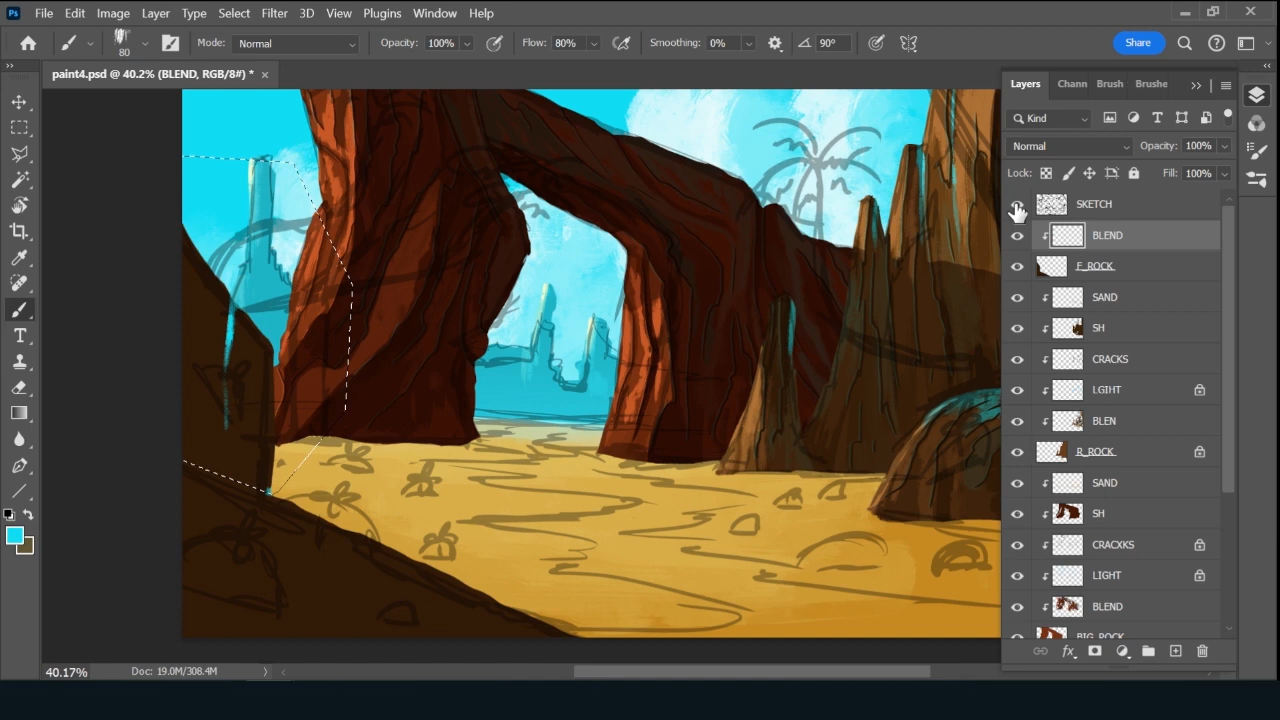 Ps File Edit Image Layer Type Select Filter 3D View Plugins Window Help
80 Mode: Normal Opacity: 100% Flow: 80% Smoothing: 0% 90° Share
paint4.psd @ 40.2% (BLEND, RGB/8#) * ×
Layers Chann Brush Brushe
Kind
Normal Opacity: 100%
Lock: Fill: 100%
SKETCH
BLEND
F_ROCK
SAND
SH
CRACKS
LGIHT
BLEN
R_ROCK
SAND
SH
CRACXKS
LIGHT
BLEND
BIG_ROCK
fx
40.17% Doc: 19.0M/308.4M